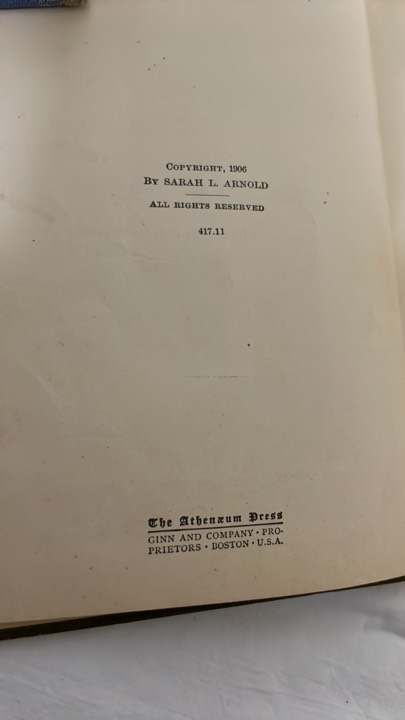 COPYRIGHT, 1906
BY SARAH L. ARNOLD
ALL RIGHTS RESERVED
417.11
The Athenæum Press
GINN AND COMPANY · PRO-
PRIETORS · BOSTON · U.S.A.